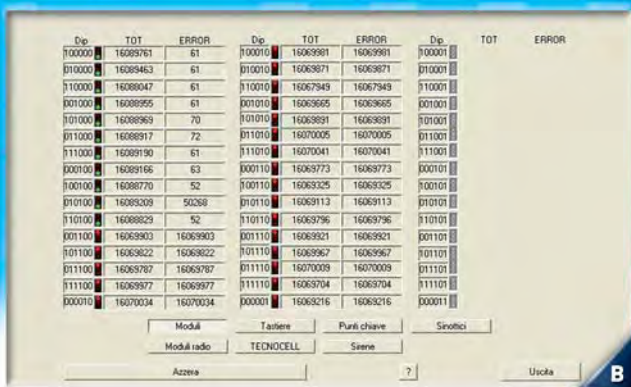 Dip TOT ERROR Dip TOT ERROR Dip TOT ERROR
100000 16089761 61 100010 16069981 16069981 100001
010000 16089463 61 010010 16069871 16069871 010001
110000 16088047 61 110010 16067949 16067949 110001
001000 16088955 61 001010 16069665 16069665 001001
101000 16088969 70 101010 16069891 16069891 101001
011000 16088917 72 011010 16070005 16070005 011001
111000 16089190 61 111010 16070041 16070041 111001
000100 16089166 63 000110 16069773 16069773 000101
100100 16088770 52 100110 16069325 16069325 100101
010100 16089209 50268 010110 16069113 16069113 010101
110100 16088829 52 110110 16069796 16069796 110101
001100 16069903 16069903 001110 16069921 16069921 001101
101100 16069822 16069822 101110 16069967 16069967 101101
011100 16069787 16069787 011110 16070009 16070009 011101
111100 16069977 16069977 111110 16069704 16069704 111101
000010 16070034 16070034 000001 16069216 16069216 000011
Moduli Tastiere Punti chiave Sinottici
Moduli radio TECNOCELL Sirene
Azzera ? Uscita
B